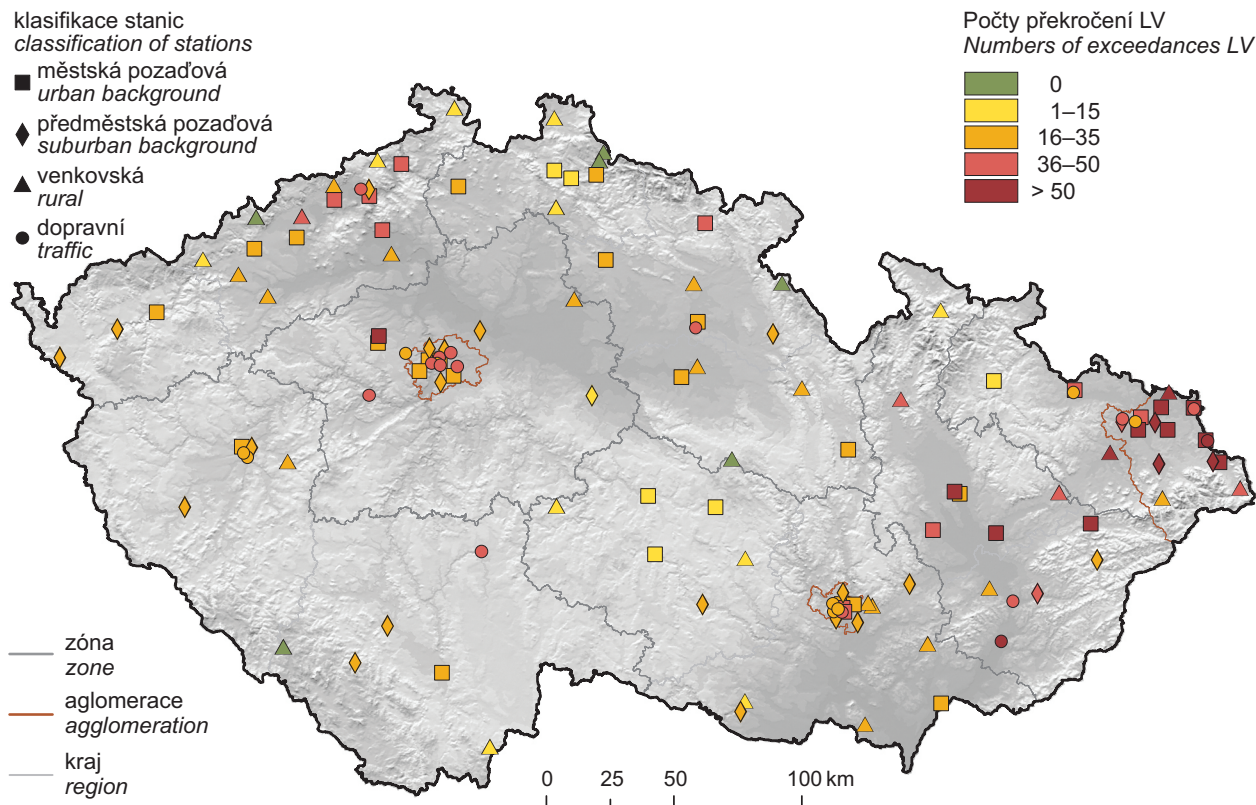 klasifikace stanic
classification of stations
městská pozaďová
urban background
předměstská pozaďová
suburban background
venkovská
rural
dopravní
traffic
Počty překročení LV
Numbers of exceedances LV
0
1–15
16–35
36–50
> 50
zóna
zone
aglomerace
agglomeration
kraj
region
0 25 50 100 km